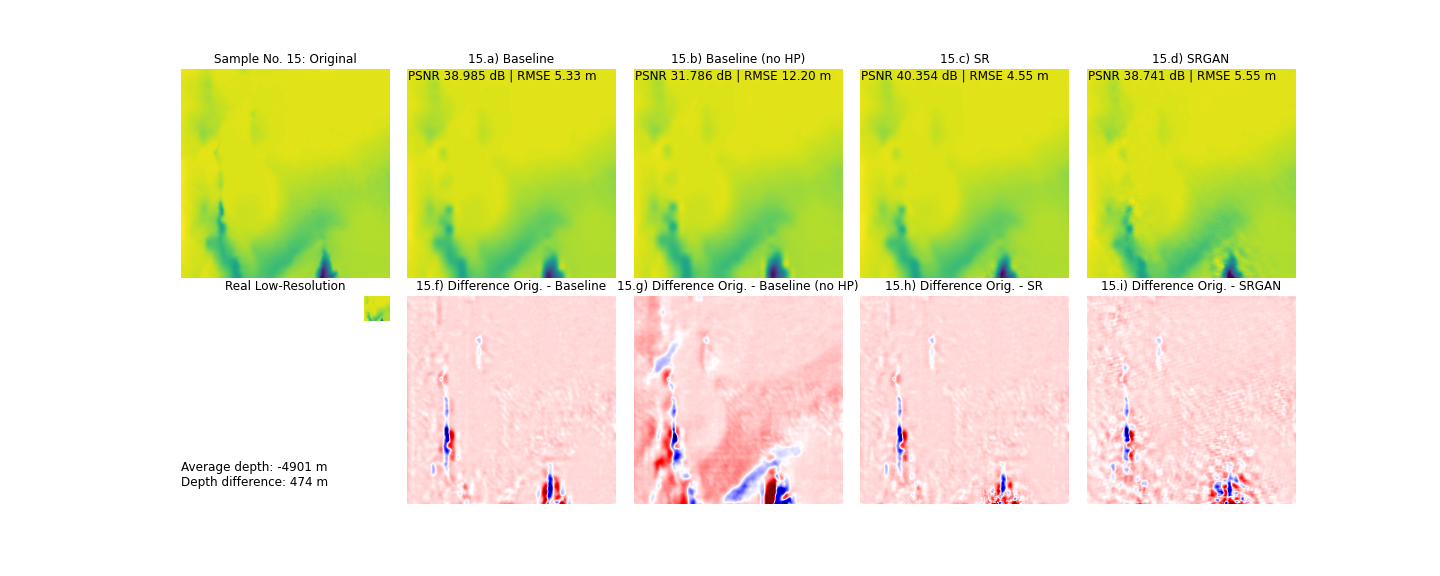 Sample No. 15: Original
15.a) Baseline
15.b) Baseline (no HP)
15.c) SR
15.d) SRGAN
PSNR 38.985 dB | RMSE 5.33 m
PSNR 31.786 dB | RMSE 12.20 m
PSNR 40.354 dB | RMSE 4.55 m
PSNR 38.741 dB | RMSE 5.55 m
Real Low-Resolution
15.f) Difference Orig. - Baseline
15.g) Difference Orig. - Baseline (no HP)
15.h) Difference Orig. - SR
15.i) Difference Orig. - SRGAN
Average depth: -4901 m
Depth difference: 474 m